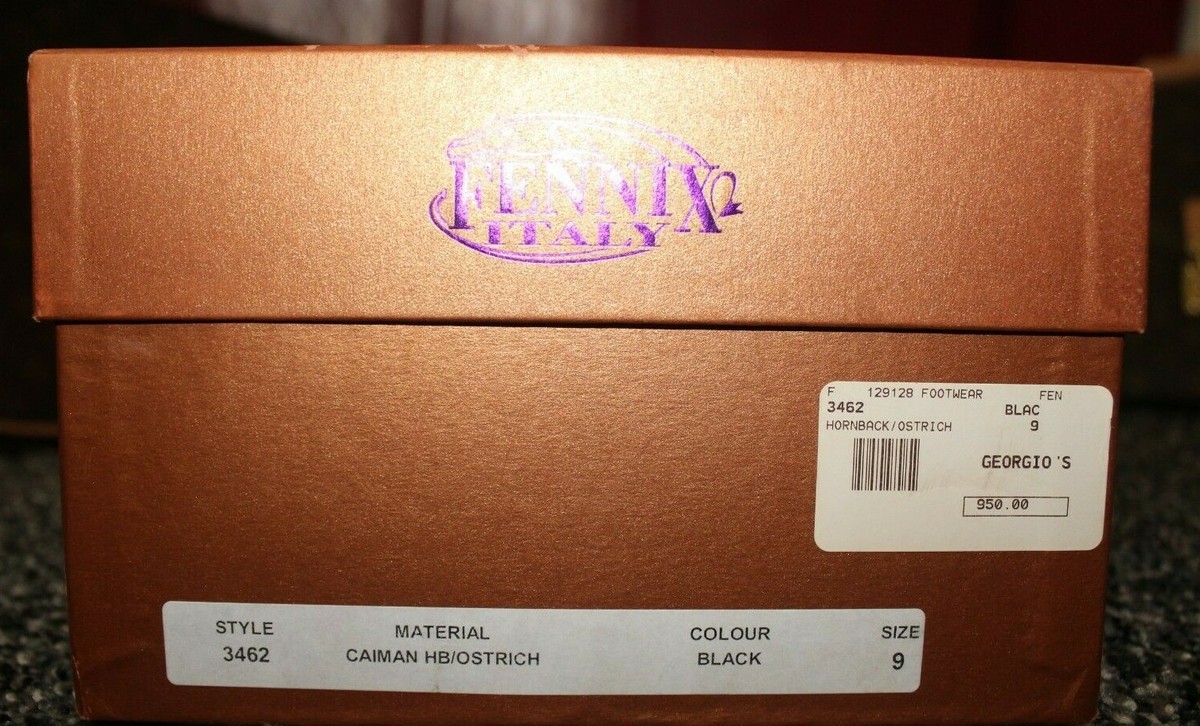 FENNIX
ITALY
F 129128 FOOTWEAR FEN
3462 BLAC
HORNBACK/OSTRICH 9
GEORGIO'S
950.00
STYLE MATERIAL COLOUR SIZE
3462 CAIMAN HB/OSTRICH BLACK 9